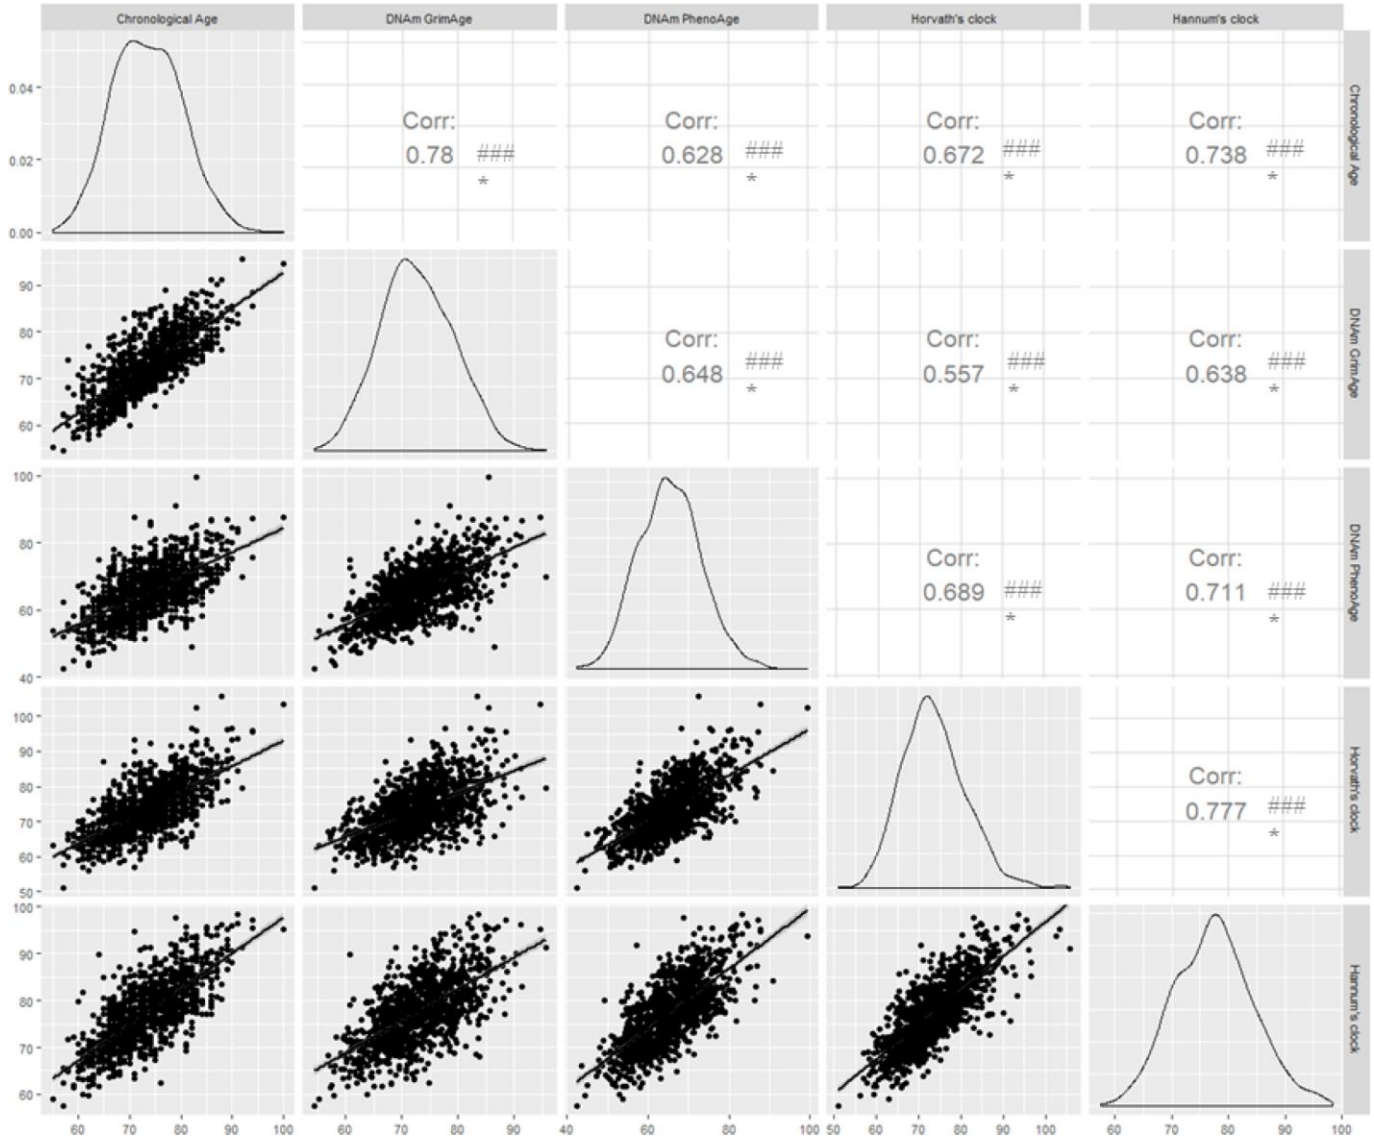 Chronological Age
DNAm GrimAge
DNAm PhenoAge
Horvath's clock
Hannum's clock
0.04
0.02
0.00
Corr:
0.78 ###
*
Corr:
0.628 ###
*
Corr:
0.672 ###
*
Corr:
0.738 ###
*
Chronological Age
90
80
70
60
Corr:
0.648 ###
*
Corr:
0.557 ###
*
Corr:
0.638 ###
*
DNAm GrimAge
100
80
60
40
Corr:
0.689 ###
*
Corr:
0.711 ###
*
DNAm PhenoAge
100
90
80
70
60
50
Corr:
0.777 ###
*
Horvath's clock
100
90
80
70
60
Hannum's clock
60 70 80 90 100
60 70 80 90
40 60 80 100
50 60 70 80 90 100
60 70 80 90 100